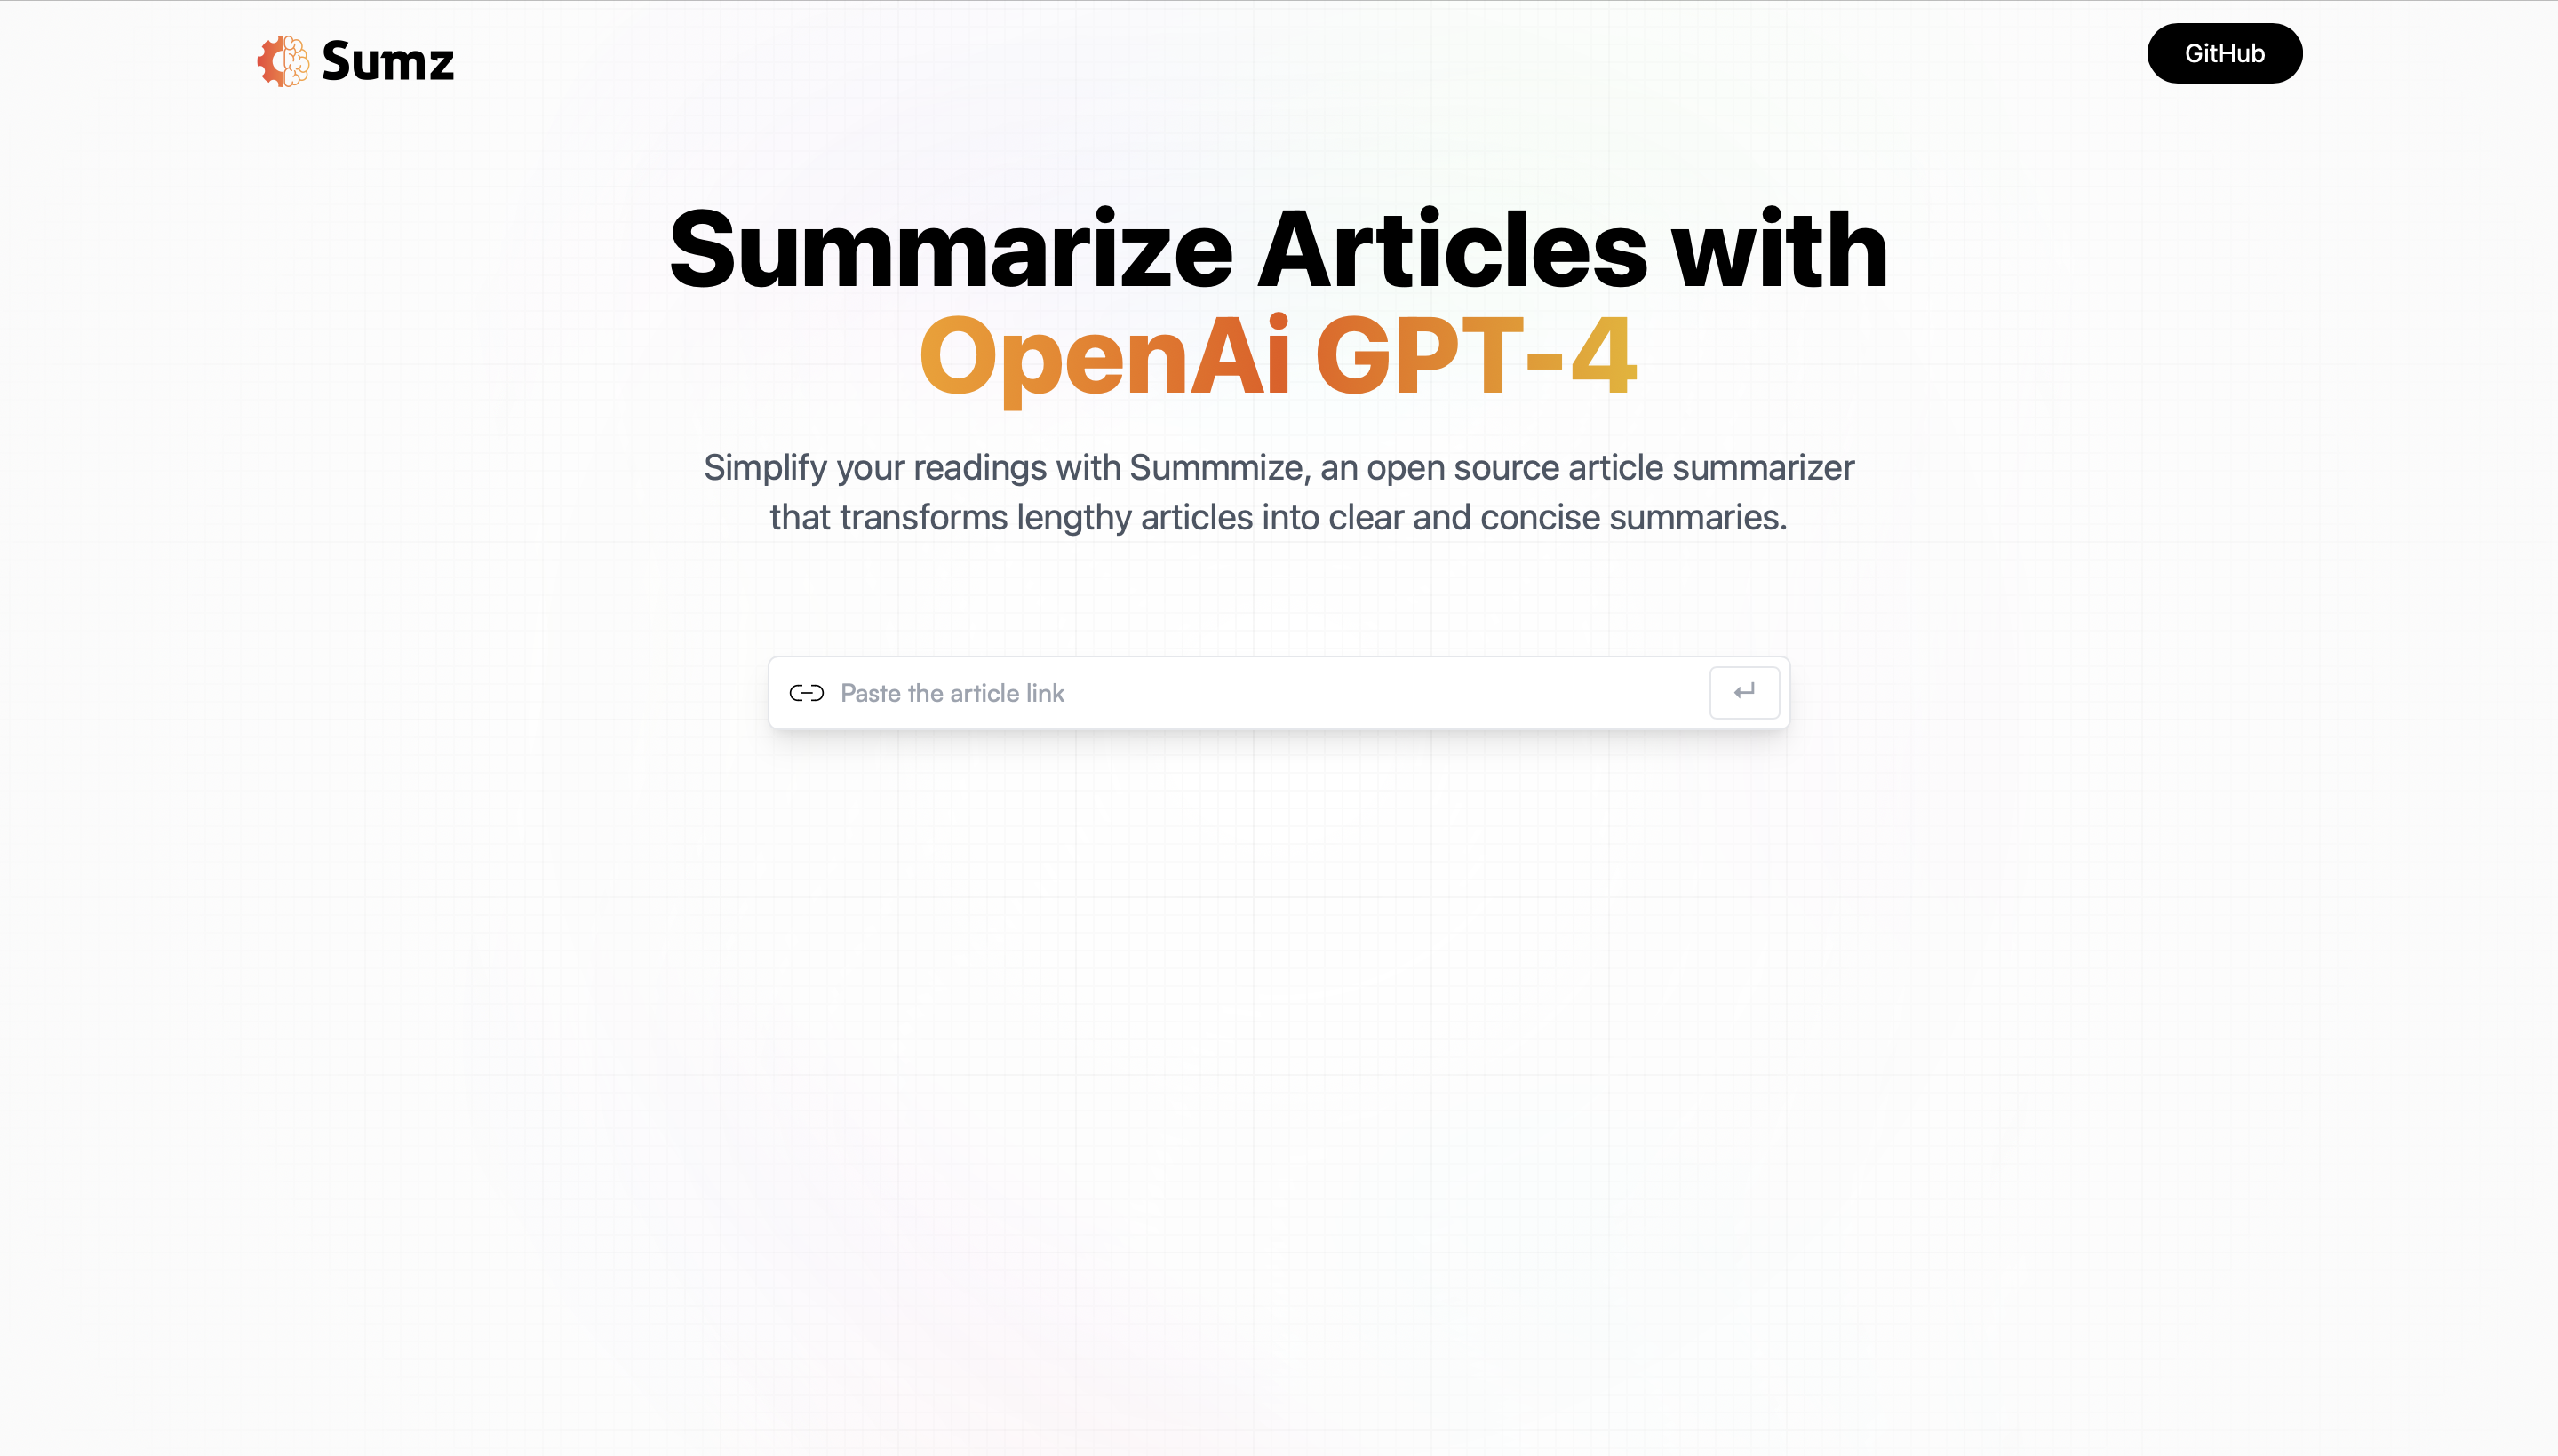 Sumz
GitHub
Summarize Articles with
OpenAi GPT-4
Simplify your readings with Summmize, an open source article summarizer
that transforms lengthy articles into clear and concise summaries.
Paste the article link